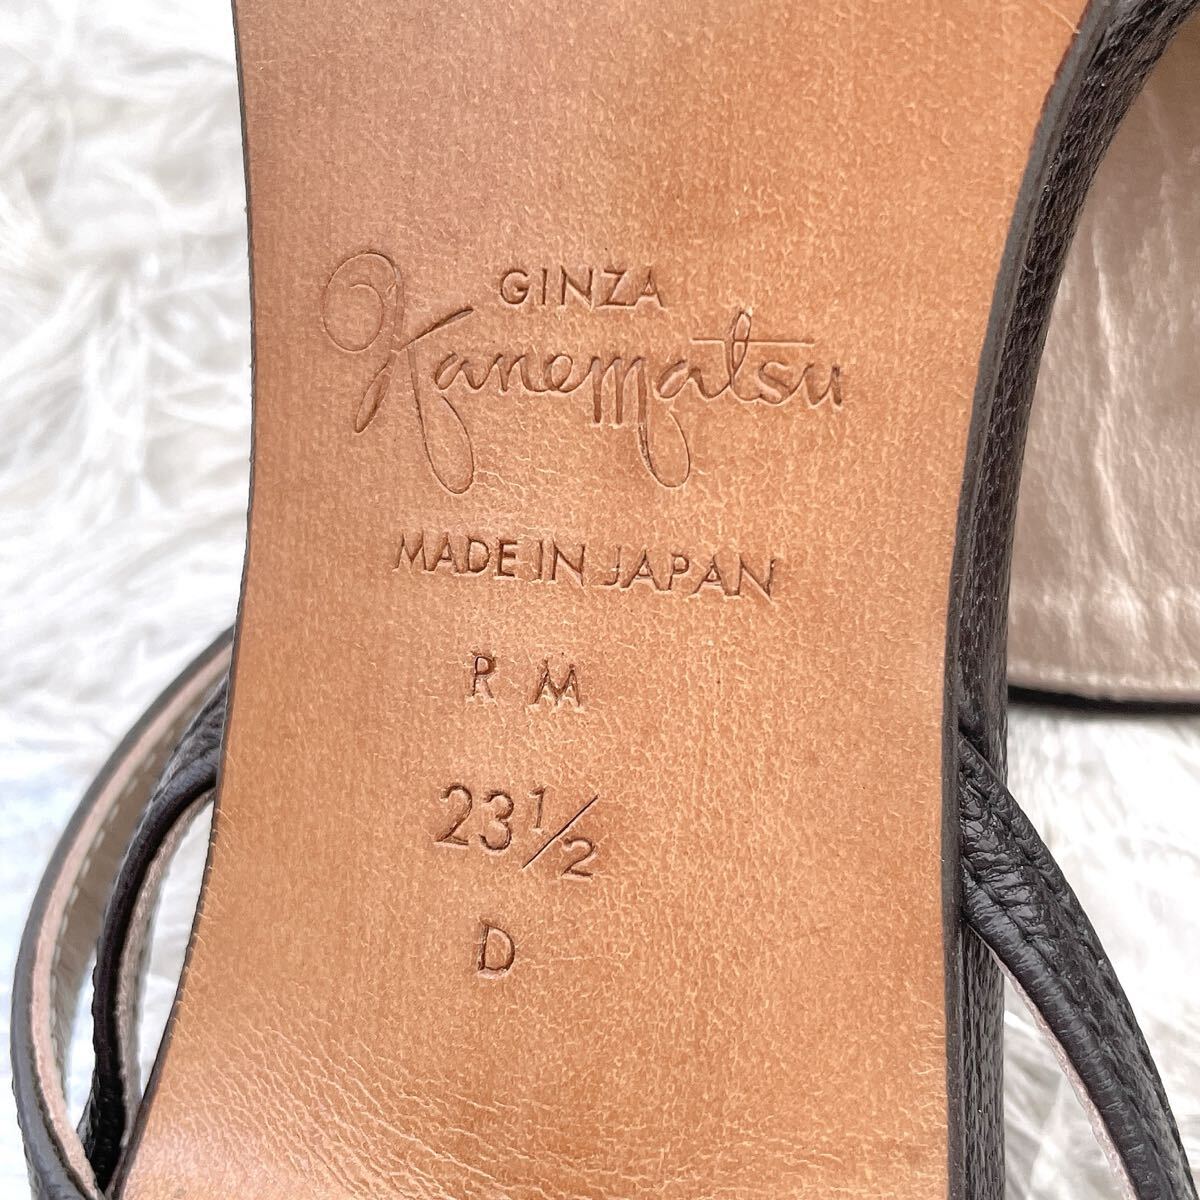 GINZA
Kanematsu
MADE IN JAPAN
R M
23 1/2
D